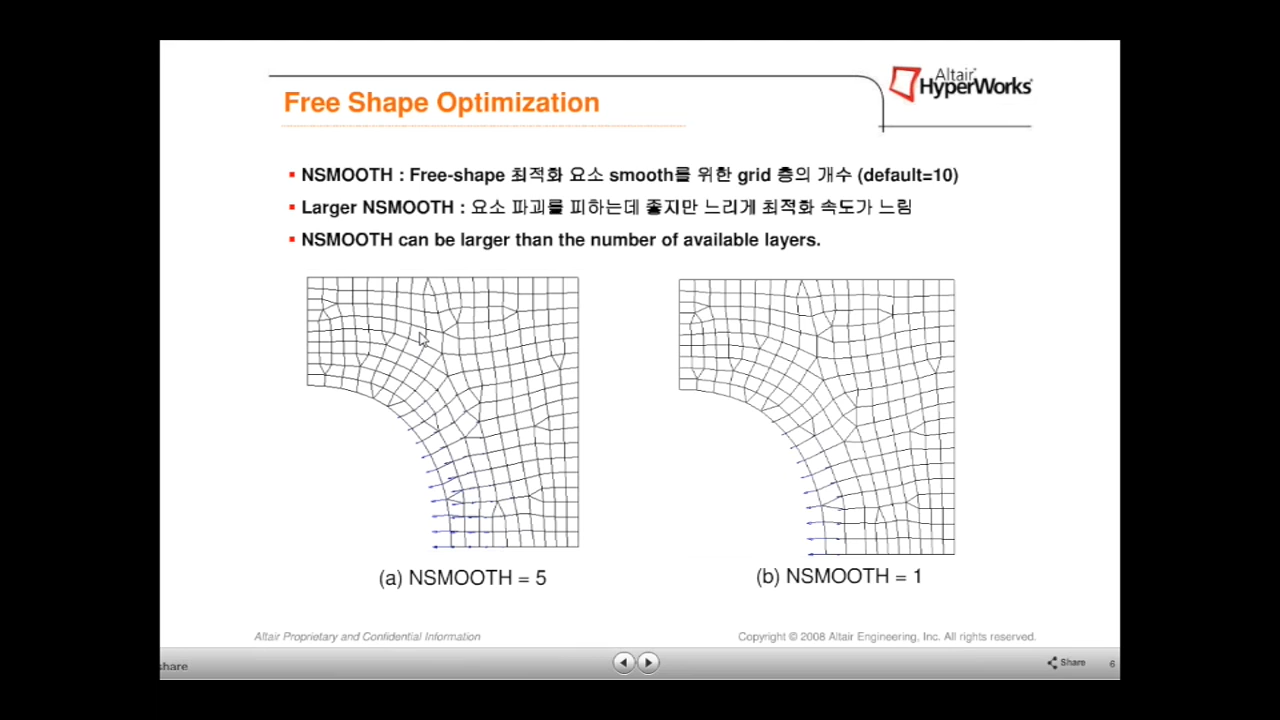 Altair
HyperWorks
Free Shape Optimization
NSMOOTH : Free-shape 최적화 요소 smooth를 위한 grid 층의 개수 (default=10)
Larger NSMOOTH : 요소 파괴를 피하는데 좋지만 느리게 최적화 속도가 느림
NSMOOTH can be larger than the number of available layers.
(a) NSMOOTH = 5
(b) NSMOOTH = 1
Altair Proprietary and Confidential Information
Copyright © 2008 Altair Engineering, Inc. All rights reserved.
share
Share
6